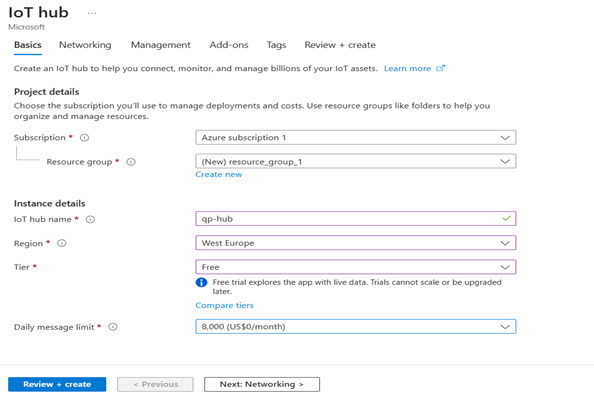 IoT hub ...
Microsoft
Basics Networking Management Add-ons Tags Review + create
Create an IoT hub to help you connect, monitor, and manage billions of your IoT assets. Learn more
Project details
Choose the subscription you'll use to manage deployments and costs. Use resource groups like folders to help you
organize and manage resources.
Subscription * Azure subscription 1
Resource group * (New) resource_group_1
Create new
Instance details
IoT hub name * qp-hub
Region * West Europe
Tier * Free
Free trial explores the app with live data. Trials cannot scale or be upgraded
later.
Compare tiers
Daily message limit * 8,000 (US$0/month)
Review + create < Previous Next: Networking >